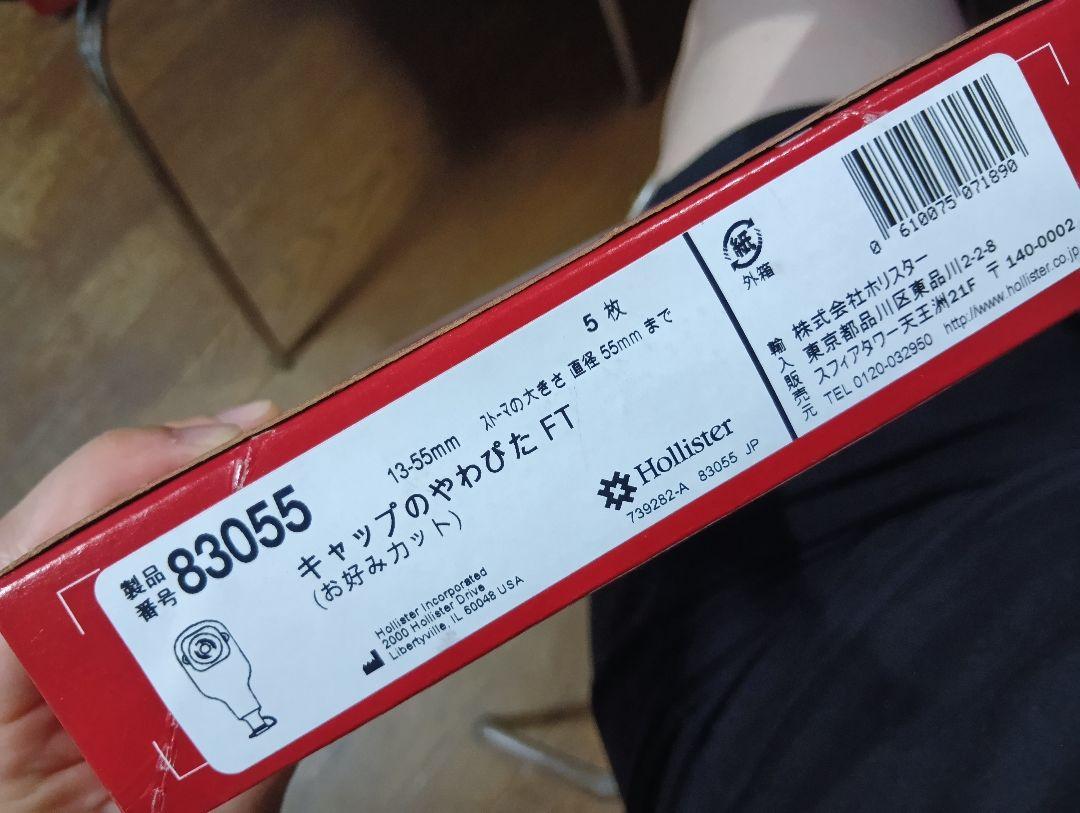 製品
番号 83055
13-55mm ストーマの大きさ 直径 55mm まで
5 枚
キャップのやわぴた FT
(お好みカット)
Hollister Incorporated
2000 Hollister Drive
Libertyville, IL 60048 USA
Hollister
739282-A 83055 JP
紙
外箱
0 610075 071890
輸入販売元
株式会社ホリスター
東京都品川区東品川2-2-8
スフィアタワー天王洲21F 〒140-0002
TEL 0120-032950 http://www.hollister.co.jp